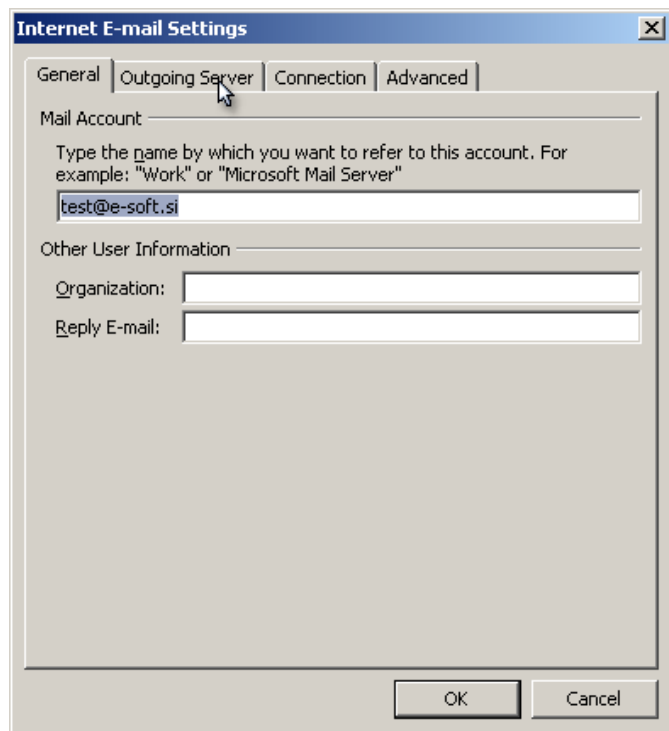 Internet E-mail Settings
General
Outgoing Server
Connection
Advanced
Mail Account
Type the name by which you want to refer to this account. For
example: "Work" or "Microsoft Mail Server"
test@e-soft.si
Other User Information
Organization:
Reply E-mail:
OK
Cancel